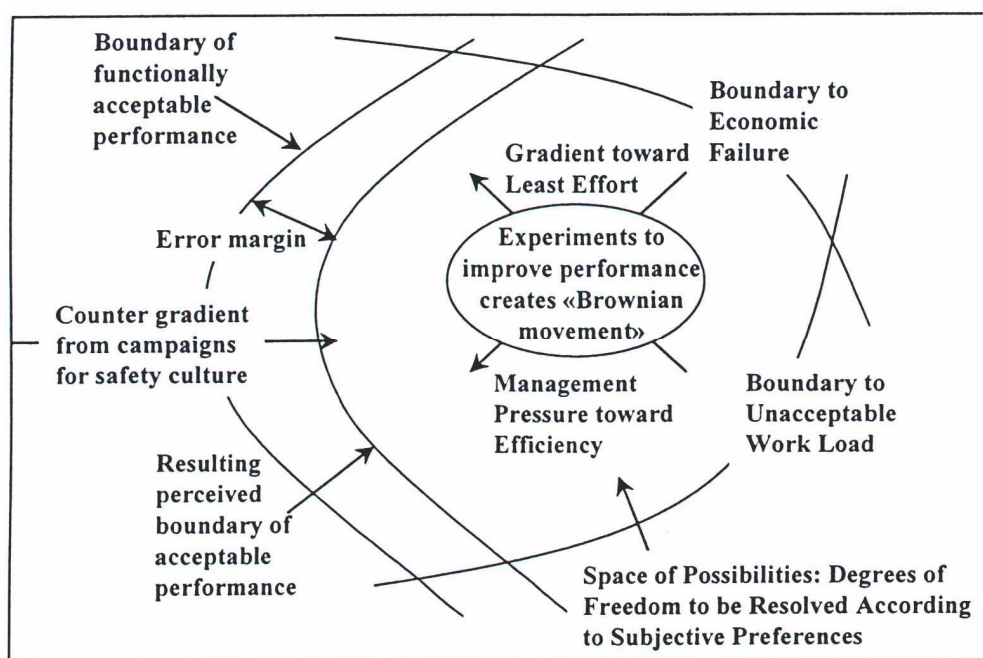 Boundary of
functionally
acceptable
performance
Boundary to
Economic
Failure
Gradient toward
Least Effort
Error margin
Experiments to
improve performance
creates «Brownian
movement»
Counter gradient
from campaigns
for safety culture
Management
Pressure toward
Efficiency
Boundary to
Unacceptable
Work Load
Resulting
perceived
boundary of
acceptable
performance
Space of Possibilities: Degrees of
Freedom to be Resolved According
to Subjective Preferences